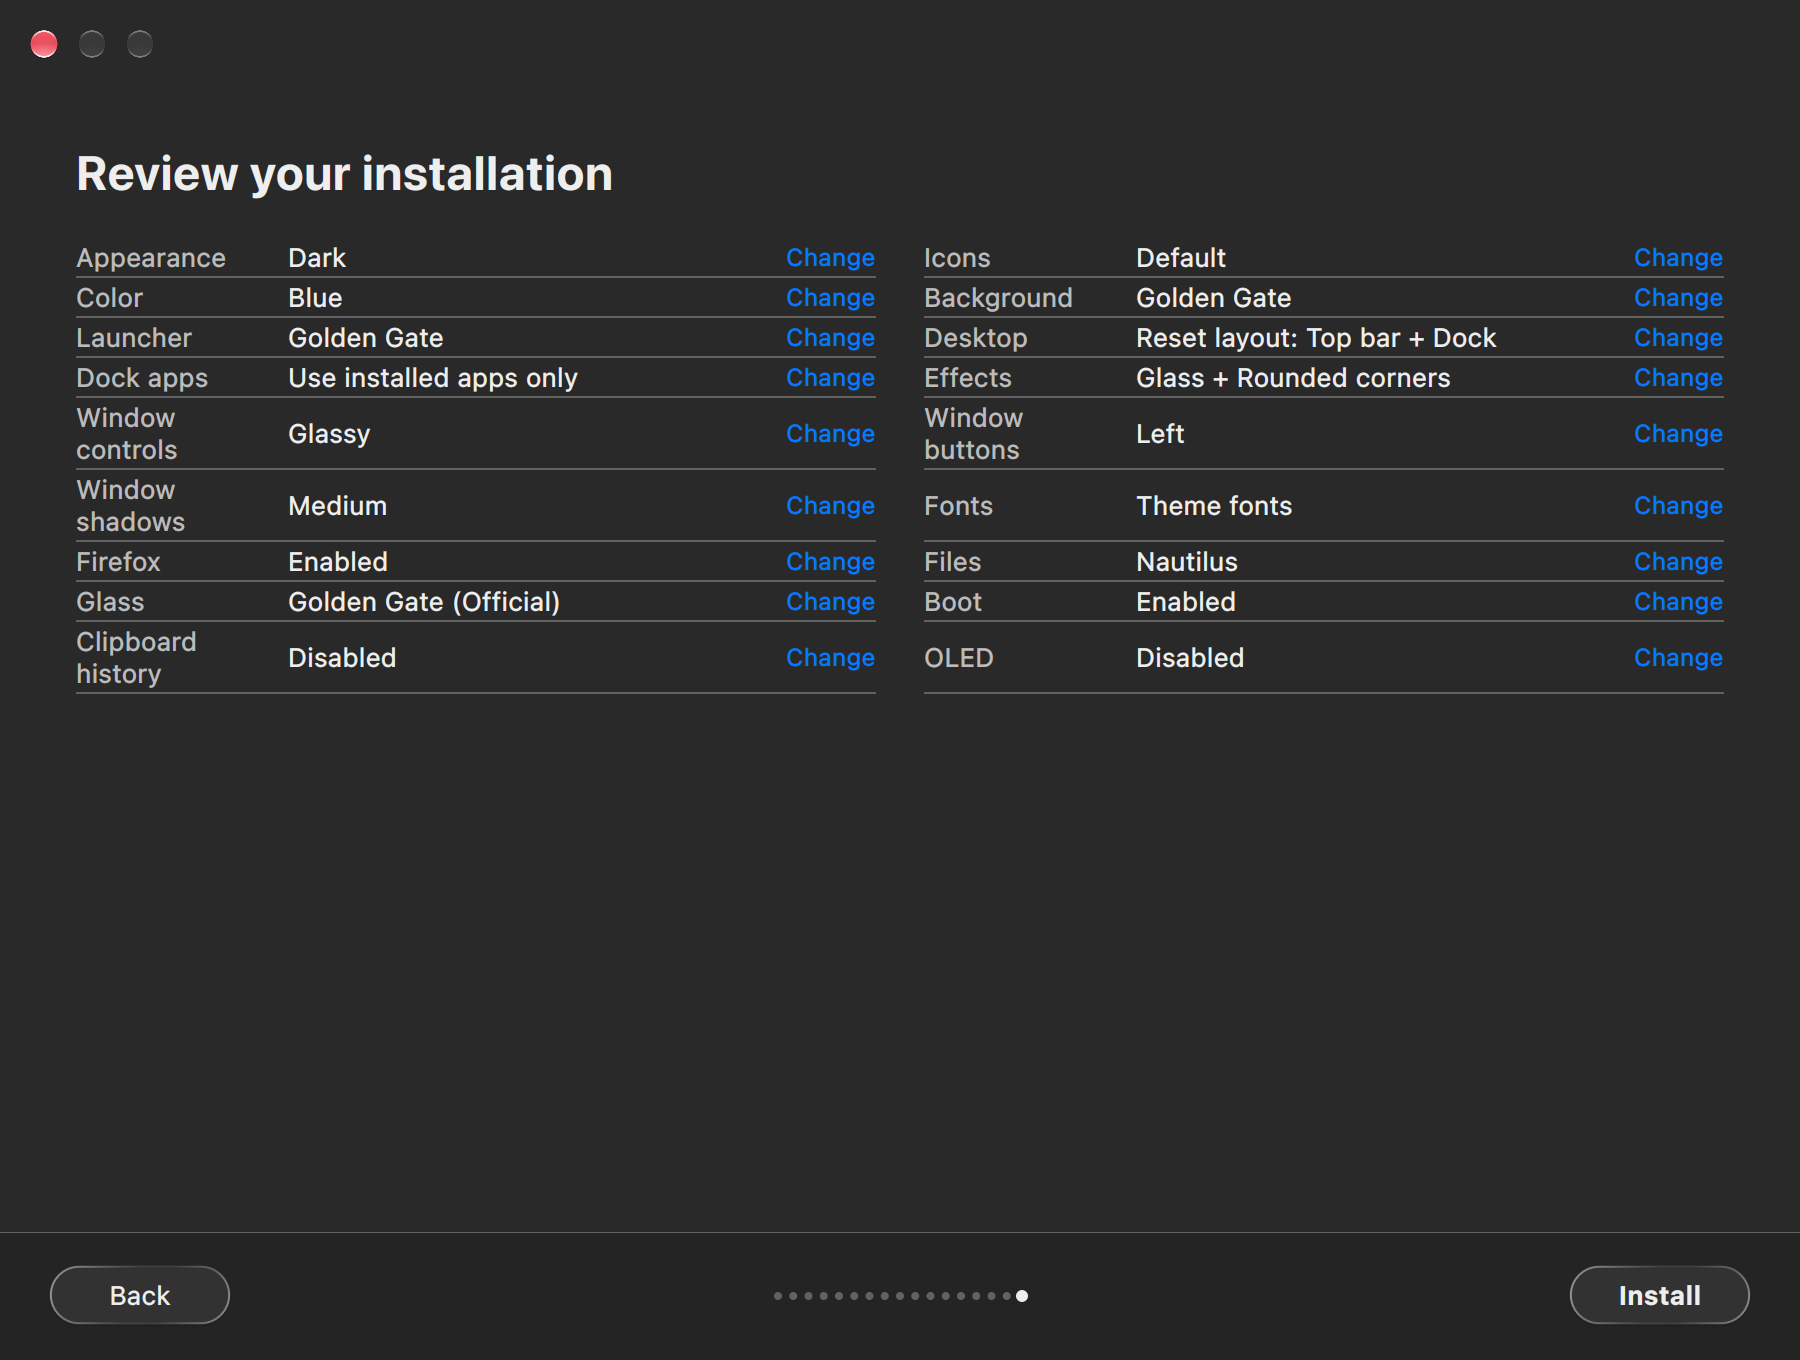 Review your installation
Appearance Dark Change
Icons Default Change
Color Blue Change
Background Golden Gate Change
Launcher Golden Gate Change
Desktop Reset layout: Top bar + Dock Change
Dock apps Use installed apps only Change
Effects Glass + Rounded corners Change
Window
controls Glassy Change
Window
buttons Left Change
Window
shadows Medium Change
Fonts Theme fonts Change
Firefox Enabled Change
Files Nautilus Change
Glass Golden Gate (Official) Change
Boot Enabled Change
Clipboard
history Disabled Change
OLED Disabled Change
Back
Install